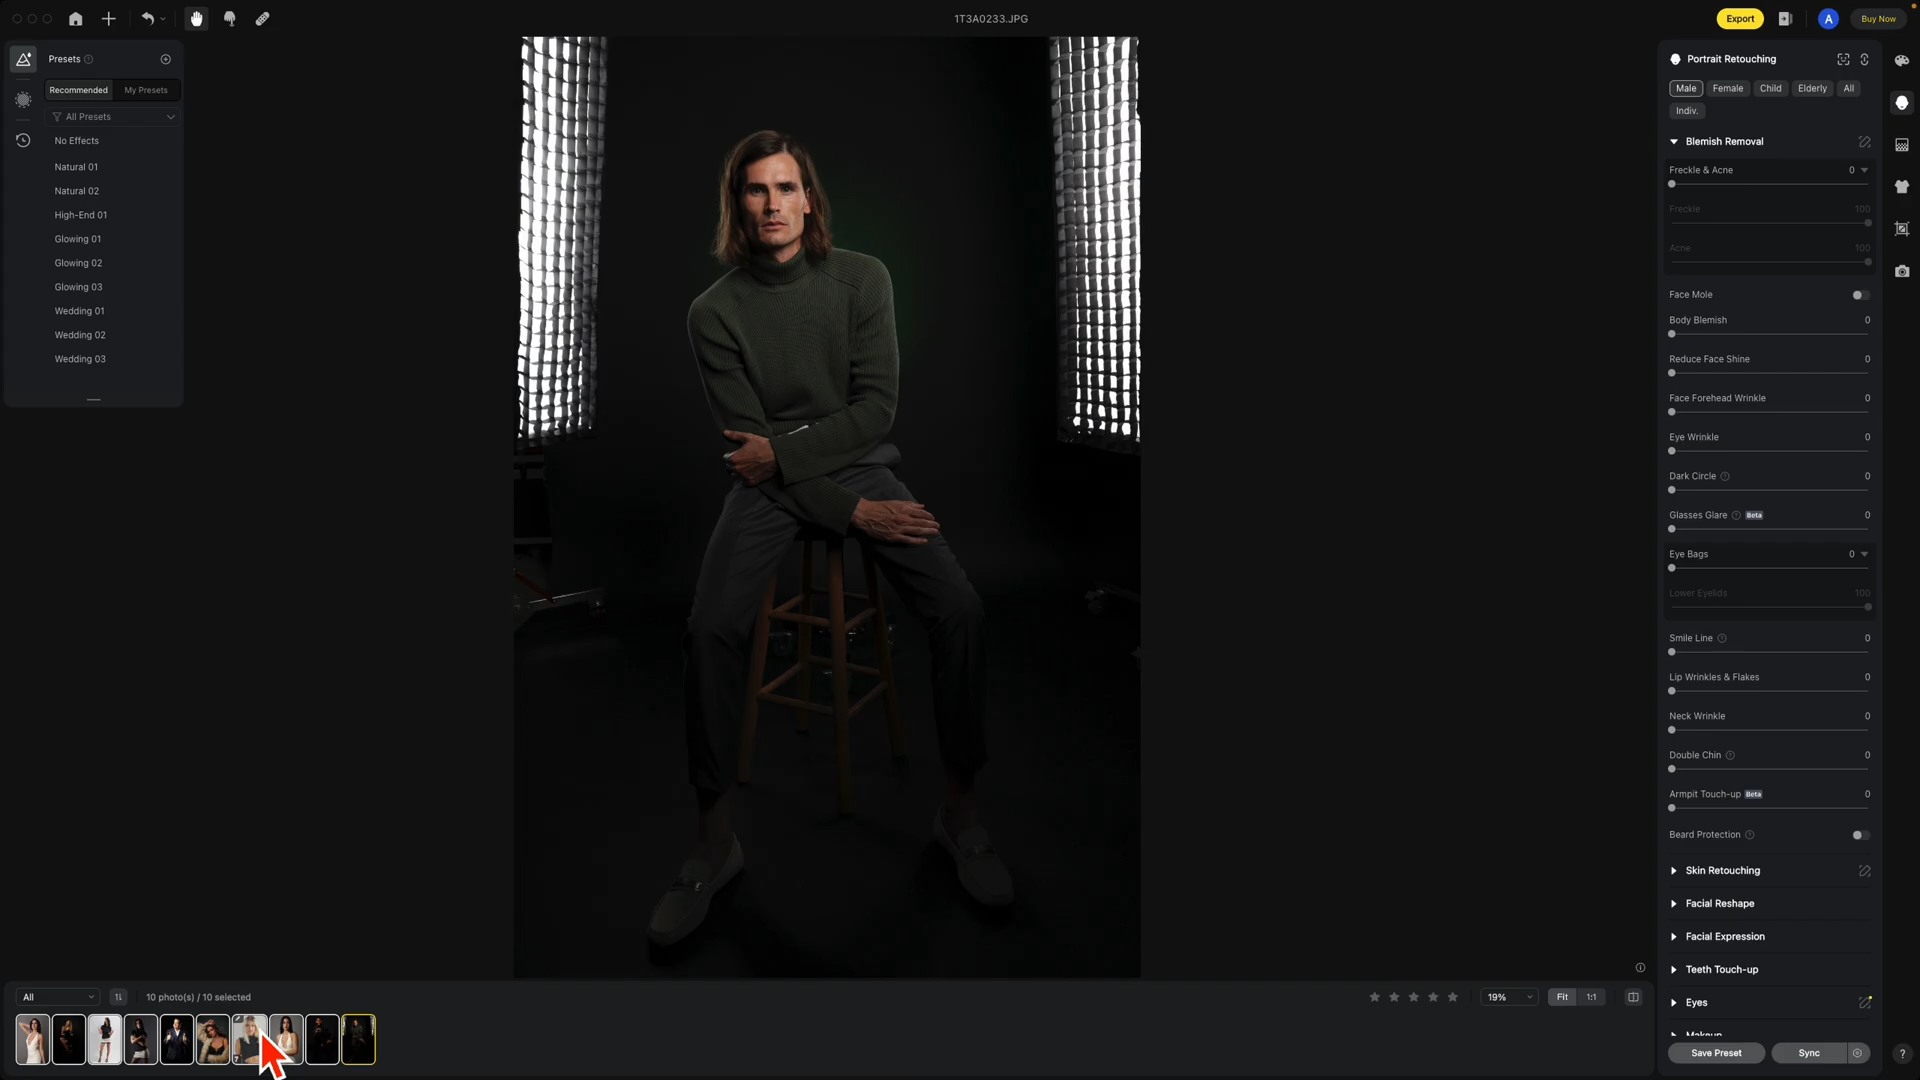 1T3A0233.JPG
Export
A
Buy Now
Presets
Recommended
My Presets
All Presets
No Effects
Natural 01
Natural 02
High-End 01
Glowing 01
Glowing 02
Glowing 03
Wedding 01
Wedding 02
Wedding 03
Portrait Retouching
Male Female Child Elderly All
Indiv.
Blemish Removal
Freckle & Acne 0
Freckle 100
Acne 100
Face Mole
Body Blemish 0
Reduce Face Shine 0
Face Forehead Wrinkle 0
Eye Wrinkle 0
Dark Circle 0
Glasses Glare Beta 0
Eye Bags 0
Lower Eyelids 100
Smile Line 0
Lip Wrinkles & Flakes 0
Neck Wrinkle 0
Double Chin 0
Armpit Touch-up Beta 0
Beard Protection
Skin Retouching
Facial Reshape
Facial Expression
Teeth Touch-up
Eyes
Makeup
Save Preset Sync
All 10 photo(s) / 10 selected
19% Fit 1:1
7